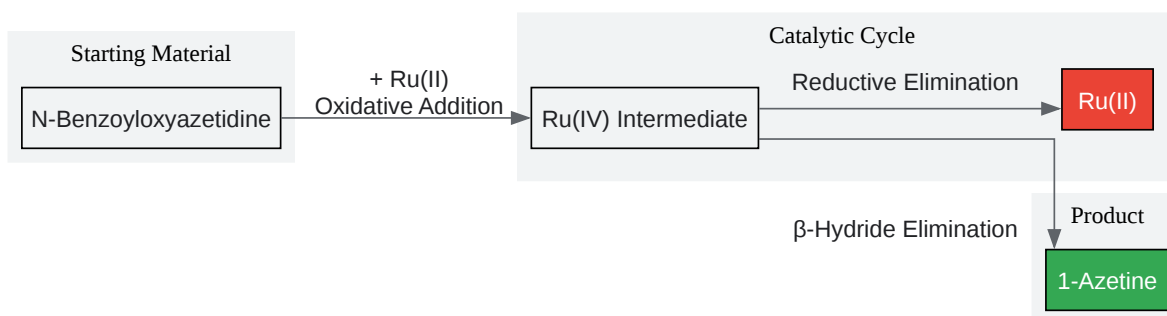 Starting Material
N-Benzoyloxyazetidine
+ Ru(II)
Oxidative Addition
Catalytic Cycle
Ru(IV) Intermediate
Reductive Elimination
Ru(II)
β-Hydride Elimination
Product
1-Azetine